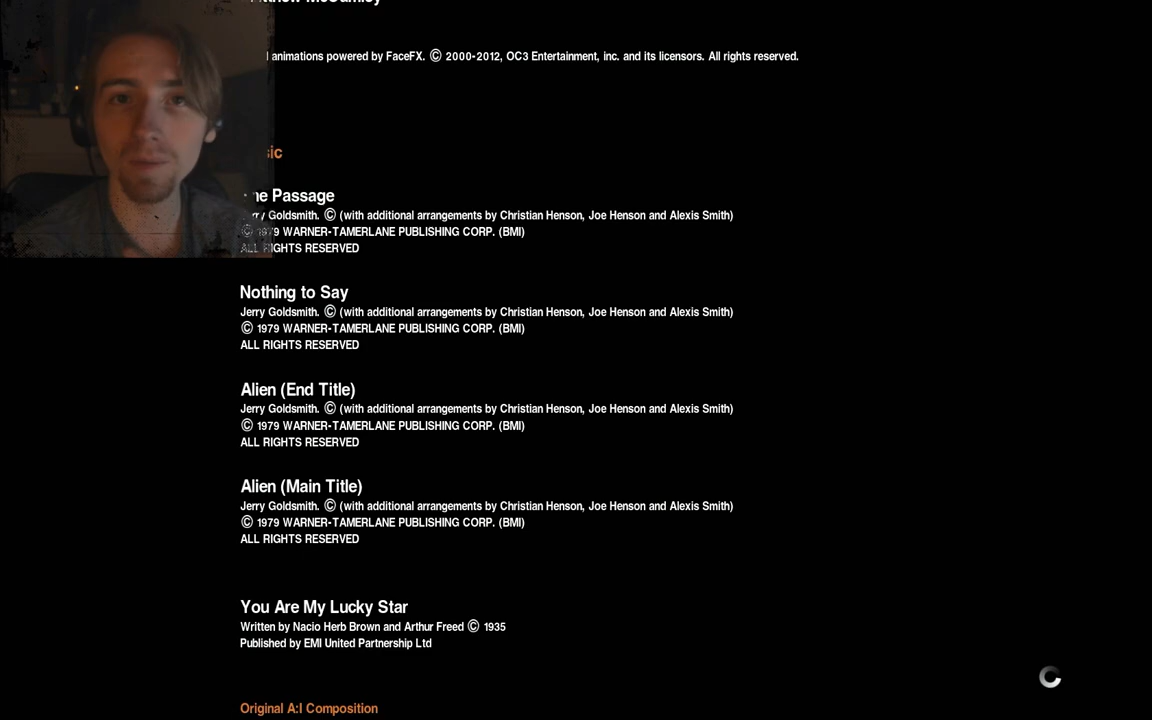 animations powered by FaceFX. © 2000-2012, OC3 Entertainment, inc. and its licensors. All rights reserved.
Passage
Goldsmith. © (with additional arrangements by Christian Henson, Joe Henson and Alexis Smith)
© 1979 WARNER-TAMERLANE PUBLISHING CORP. (BMI)
ALL RIGHTS RESERVED
Nothing to Say
Jerry Goldsmith. © (with additional arrangements by Christian Henson, Joe Henson and Alexis Smith)
© 1979 WARNER-TAMERLANE PUBLISHING CORP. (BMI)
ALL RIGHTS RESERVED
Alien (End Title)
Jerry Goldsmith. © (with additional arrangements by Christian Henson, Joe Henson and Alexis Smith)
© 1979 WARNER-TAMERLANE PUBLISHING CORP. (BMI)
ALL RIGHTS RESERVED
Alien (Main Title)
Jerry Goldsmith. © (with additional arrangements by Christian Henson, Joe Henson and Alexis Smith)
© 1979 WARNER-TAMERLANE PUBLISHING CORP. (BMI)
ALL RIGHTS RESERVED
You Are My Lucky Star
Written by Nacio Herb Brown and Arthur Freed © 1935
Published by EMI United Partnership Ltd
Original A:I Composition